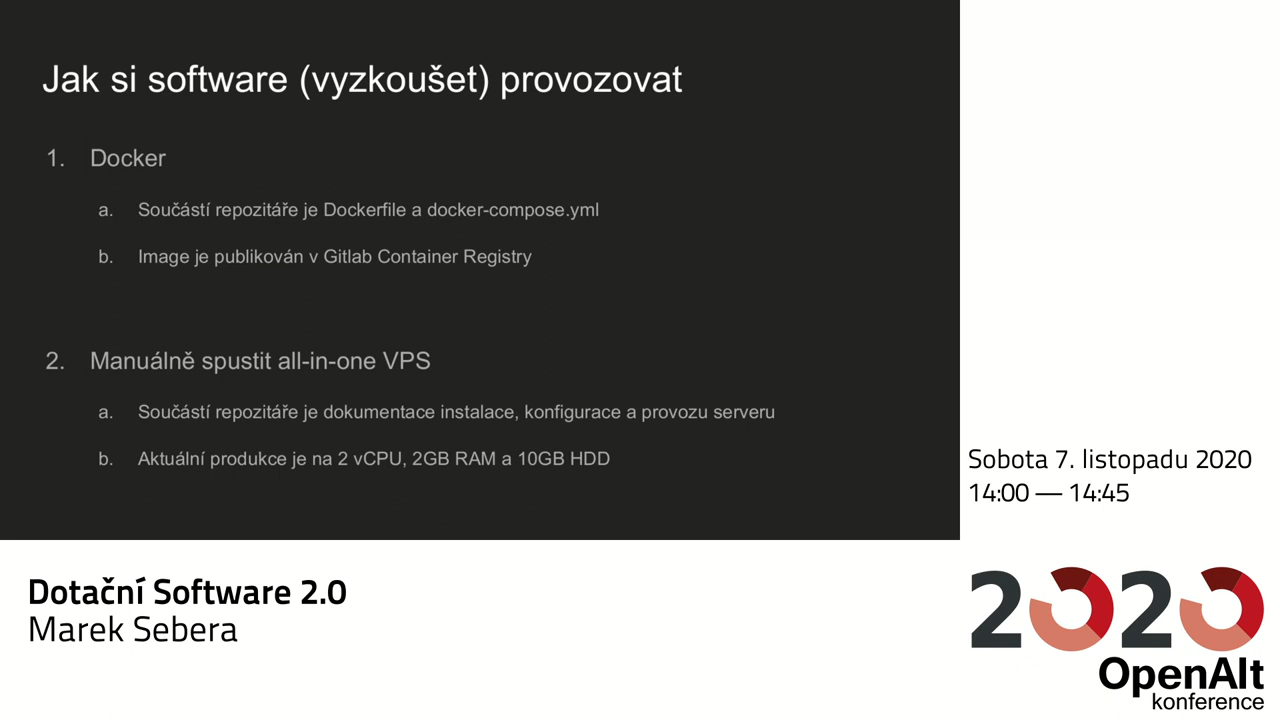 Jak si software (vyzkoušet) provozovat
1. Docker
a. Součástí repozitáře je Dockerfile a docker-compose.yml
b. Image je publikován v Gitlab Container Registry
2. Manuálně spustit all-in-one VPS
a. Součástí repozitáře je dokumentace instalace, konfigurace a provozu serveru
b. Aktuální produkce je na 2 vCPU, 2GB RAM a 10GB HDD
Sobota 7. listopadu 2020
14:00 — 14:45
Dotační Software 2.0
Marek Sebera
2020
OpenAlt
konference